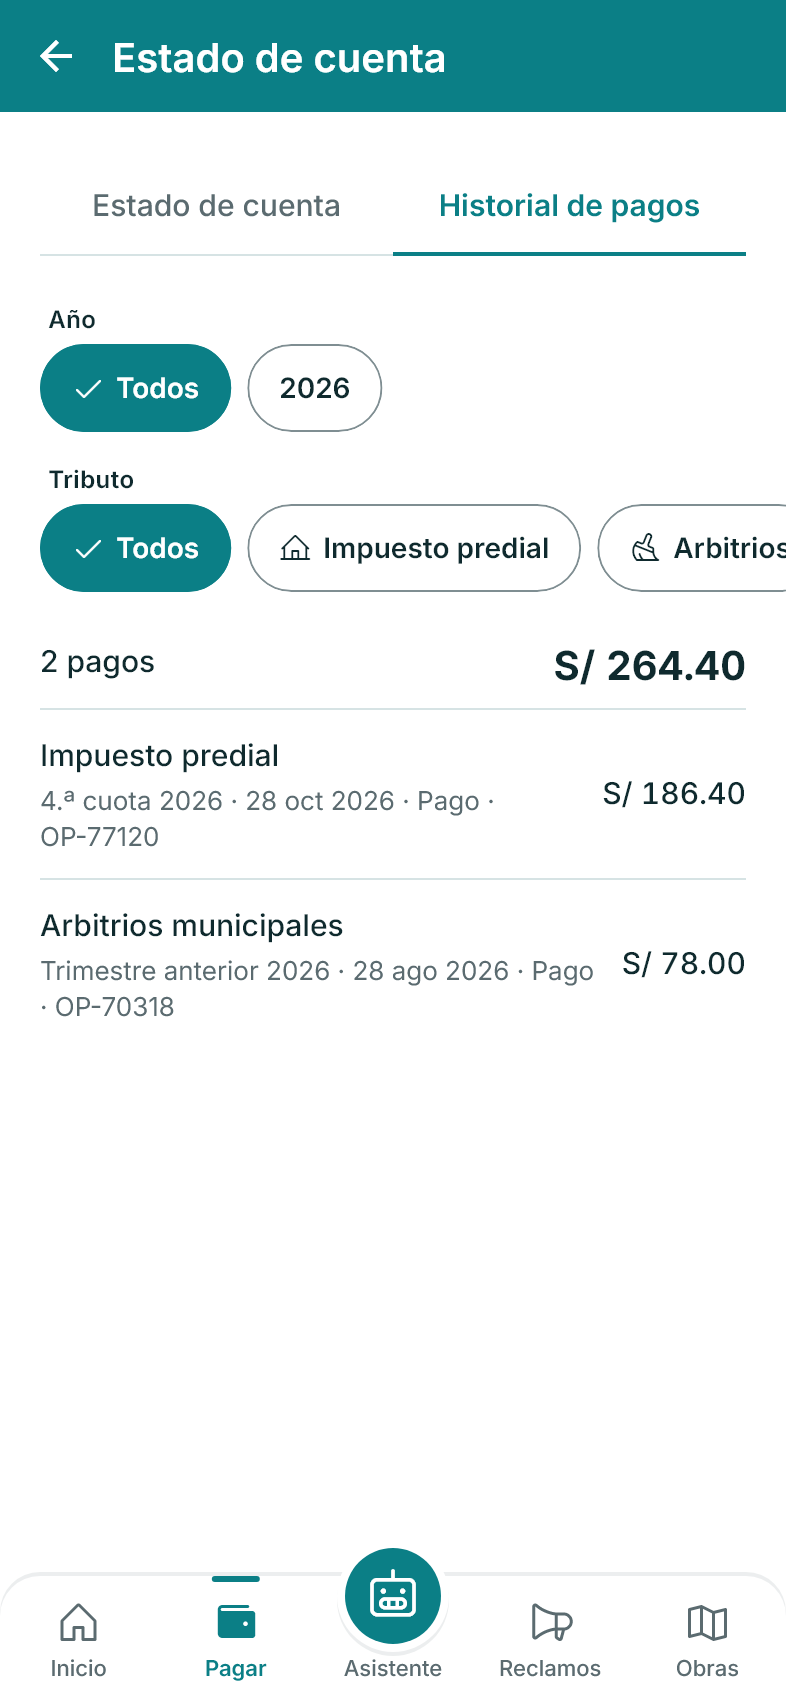 Estado de cuenta
Estado de cuenta
Historial de pagos
Año
Todos
2026
Tributo
Todos
Impuesto predial
Arbitrios
2 pagos
S/ 264.40
Impuesto predial
4.ª cuota 2026 · 28 oct 2026 · Pago ·
OP-77120
S/ 186.40
Arbitrios municipales
Trimestre anterior 2026 · 28 ago 2026 · Pago
· OP-70318
S/ 78.00
Inicio
Pagar
Asistente
Reclamos
Obras